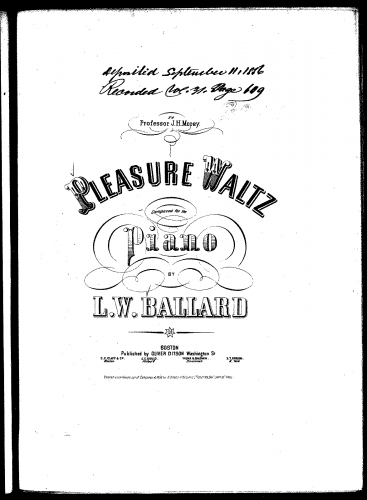 Deposited September 11, 1856
Recorded Vol. 31. Page 609
TO
Professor J.H. Morey.
PLEASURE WALTZ
Composed for the
Piano
BY
L.W. BALLARD
BOSTON
Published by OLIVER DITSON Washington St